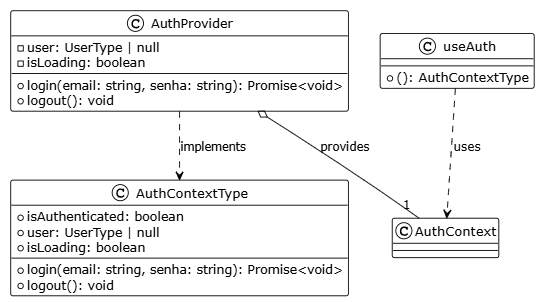 C AuthProvider
user: UserType | null
isLoading: boolean
login(email: string, senha: string): Promise<void>
logout(): void
C useAuth
(): AuthContextType
implements
provides
uses
1
C AuthContextType
isAuthenticated: boolean
user: UserType | null
isLoading: boolean
login(email: string, senha: string): Promise<void>
logout(): void
C AuthContext